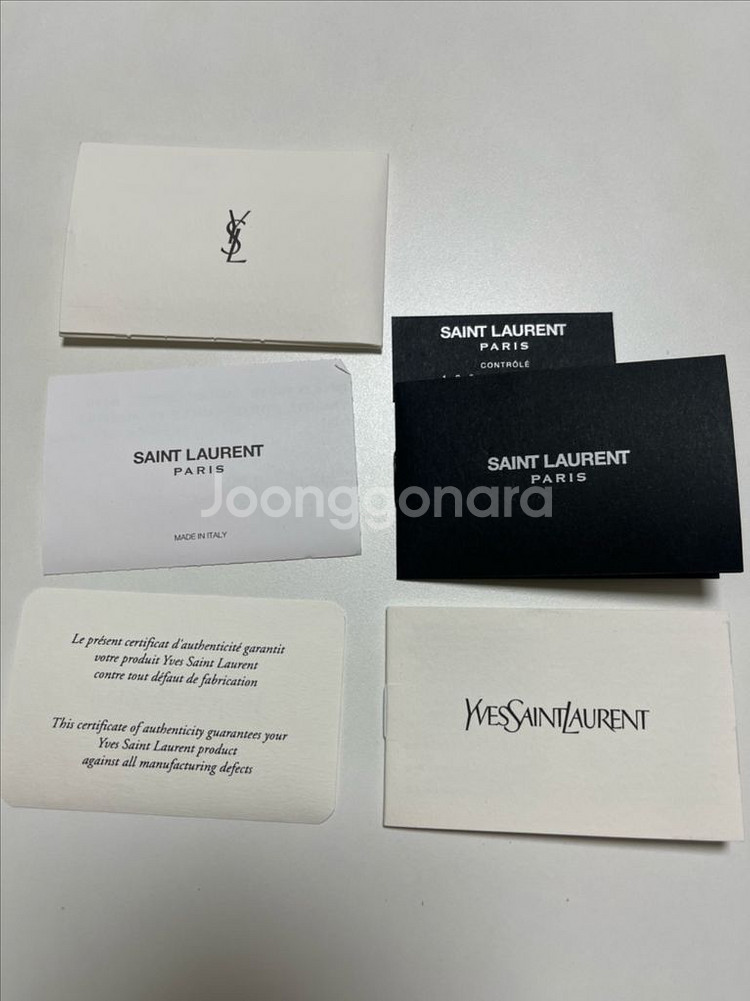 YSL
SAINT LAURENT
PARIS
CONTRÔLÉ
SAINT LAURENT
PARIS
MADE IN ITALY
SAINT LAURENT
PARIS
Joonggonara
Le présent certificat d'authenticité garantit
votre produit Yves Saint Laurent
contre tout défaut de fabrication
This certificate of authenticity guarantees your
Yves Saint Laurent product
against all manufacturing defects
YVESSAINTLAURENT